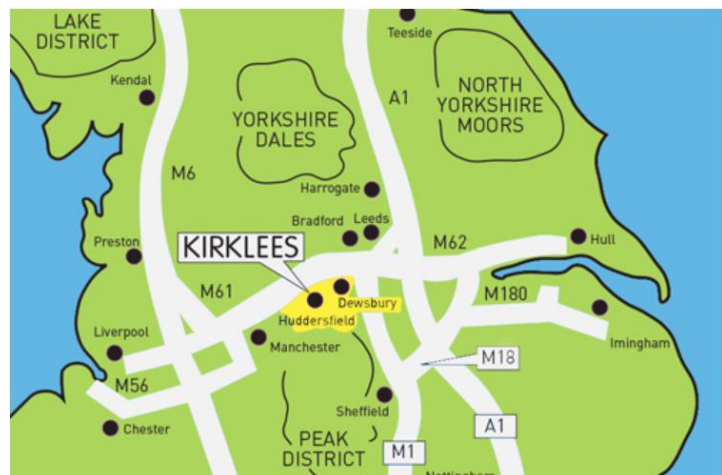 LAKE
DISTRICT
Teeside
Kendal
A1
NORTH
YORKSHIRE
MOORS
YORKSHIRE
DALES
M6
Harrogate
Bradford
Leeds
KIRKLEES
M62
Hull
Preston
M61
Dewsbury
M180
Huddersfield
Liverpool
Manchester
Imingham
M18
M56
Sheffield
Chester
A1
PEAK
DISTRICT
M1
Nottingham